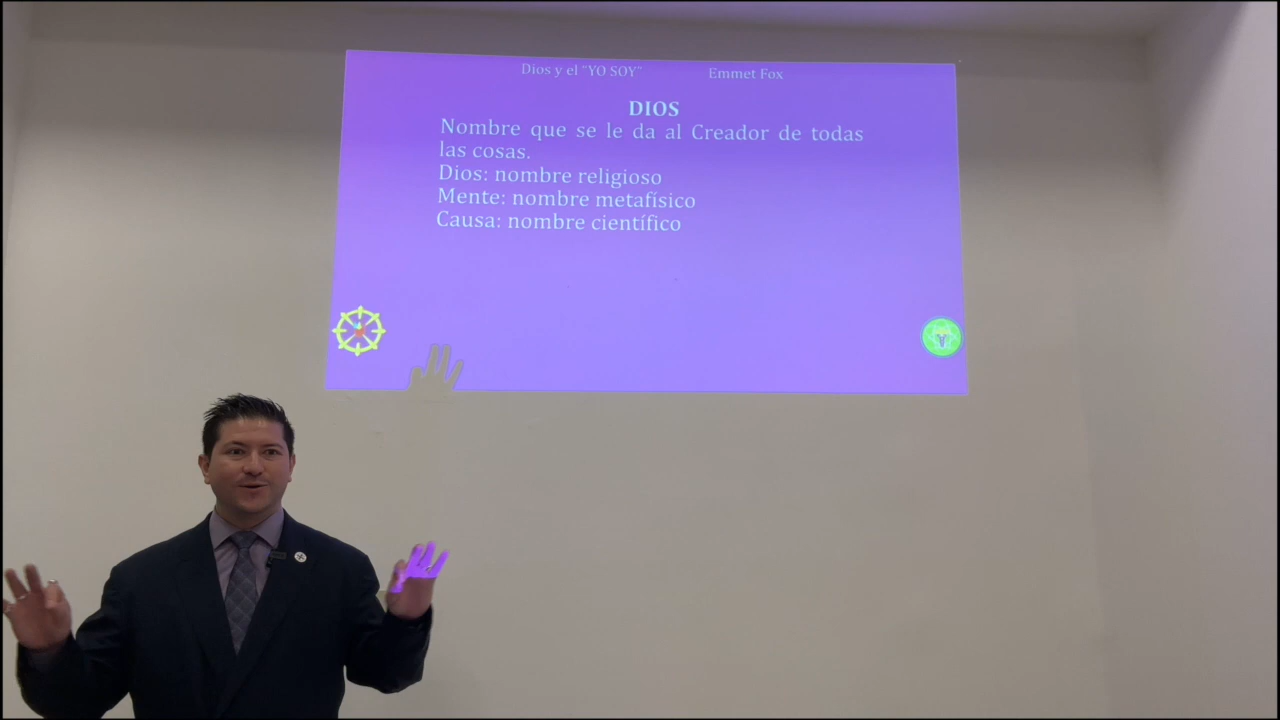 Dios y el "YO SOY" Emmet Fox
DIOS
Nombre que se le da al Creador de todas
las cosas.
Dios: nombre religioso
Mente: nombre metafísico
Causa: nombre científico